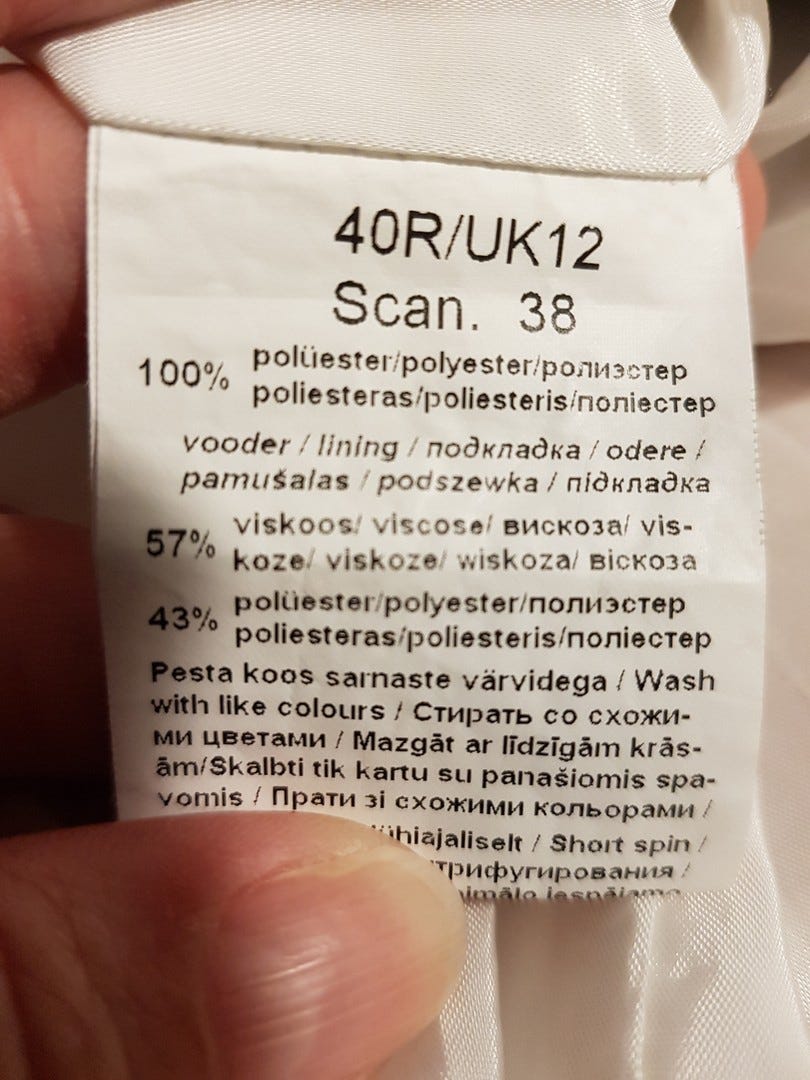 40R/UK12
Scan. 38
100% polüester/polyester/полиэстер
poliesteras/poliesteris/поліестер
vooder / lining / подкладка / odere /
pamušalas / podszewka / підкладка
57% viskoos/ viscose/ вискоза/ vis-
koze/ viskoze/ wiskoza/ віскоза
43% polüester/polyester/полиэстер
poliesteras/poliesteris/поліестер
Pesta koos sarnaste värvidega / Wash
with like colours / Стирать со схожи-
ми цветами / Mazgāt ar līdzīgām krās-
ām/Skalbti tik kartu su panašiomis spa-
vomis / Прати зі схожими кольорами /
/ Short spin /